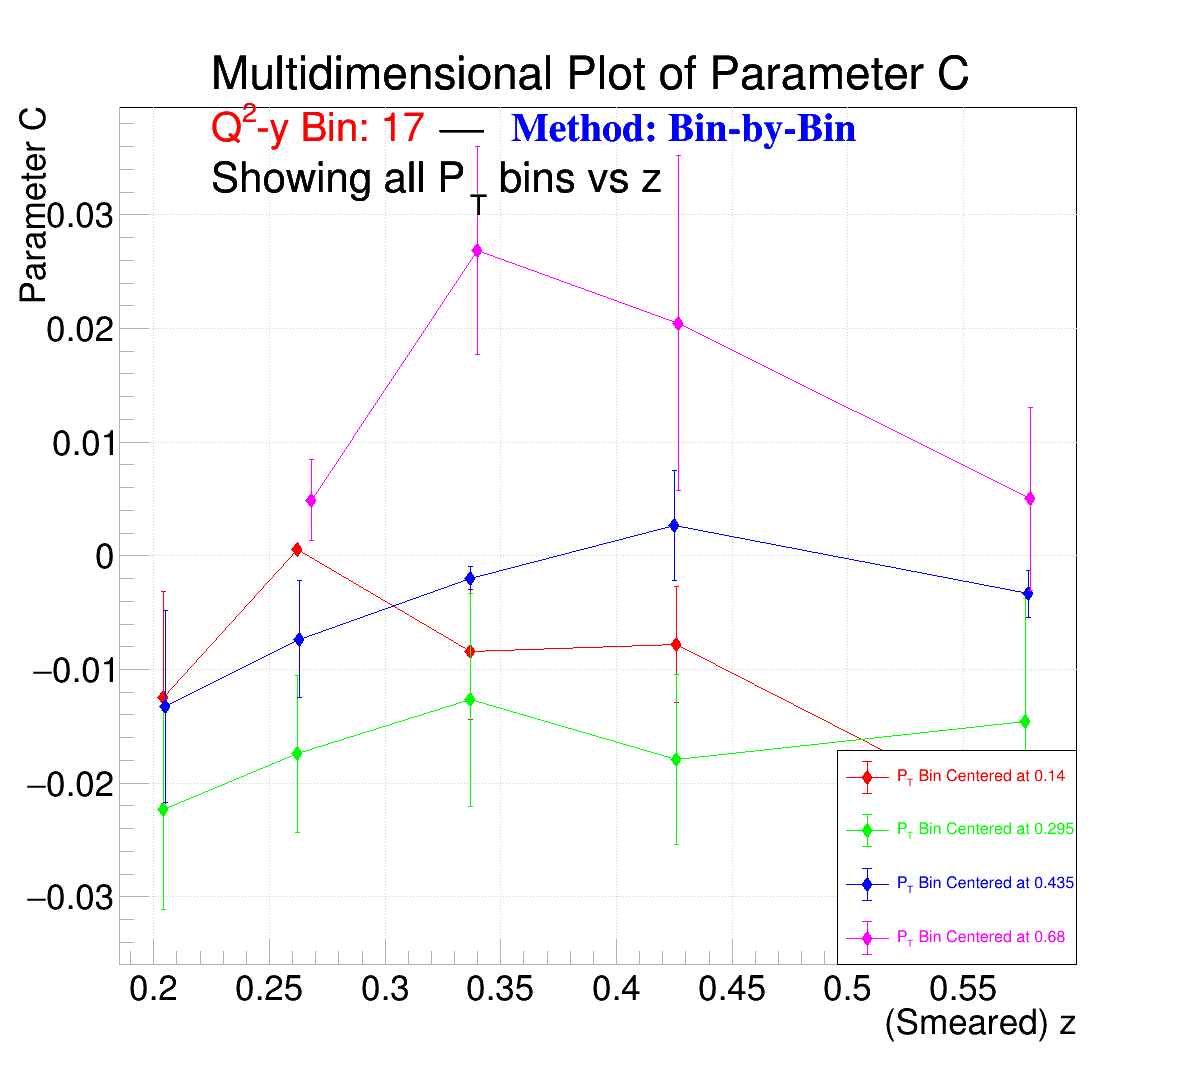 Multidimensional Plot of Parameter C
Q²-y Bin: 17 — Method: Bin-by-Bin
Showing all P_T bins vs z
Parameter C
0.03
0.02
0.01
0
−0.01
−0.02
−0.03
P_T Bin Centered at 0.14
P_T Bin Centered at 0.295
P_T Bin Centered at 0.435
P_T Bin Centered at 0.68
0.2 0.25 0.3 0.35 0.4 0.45 0.5 0.55
(Smeared) z